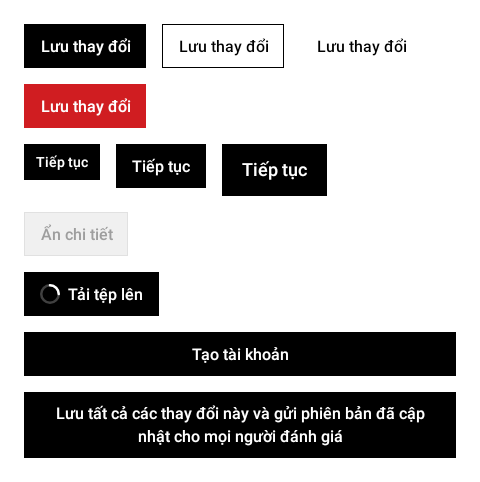 Lưu thay đổi
Lưu thay đổi
Lưu thay đổi
Lưu thay đổi
Tiếp tục
Tiếp tục
Tiếp tục
Ẩn chi tiết
Tải tệp lên
Tạo tài khoản
Lưu tất cả các thay đổi này và gửi phiên bản đã cập
nhật cho mọi người đánh giá